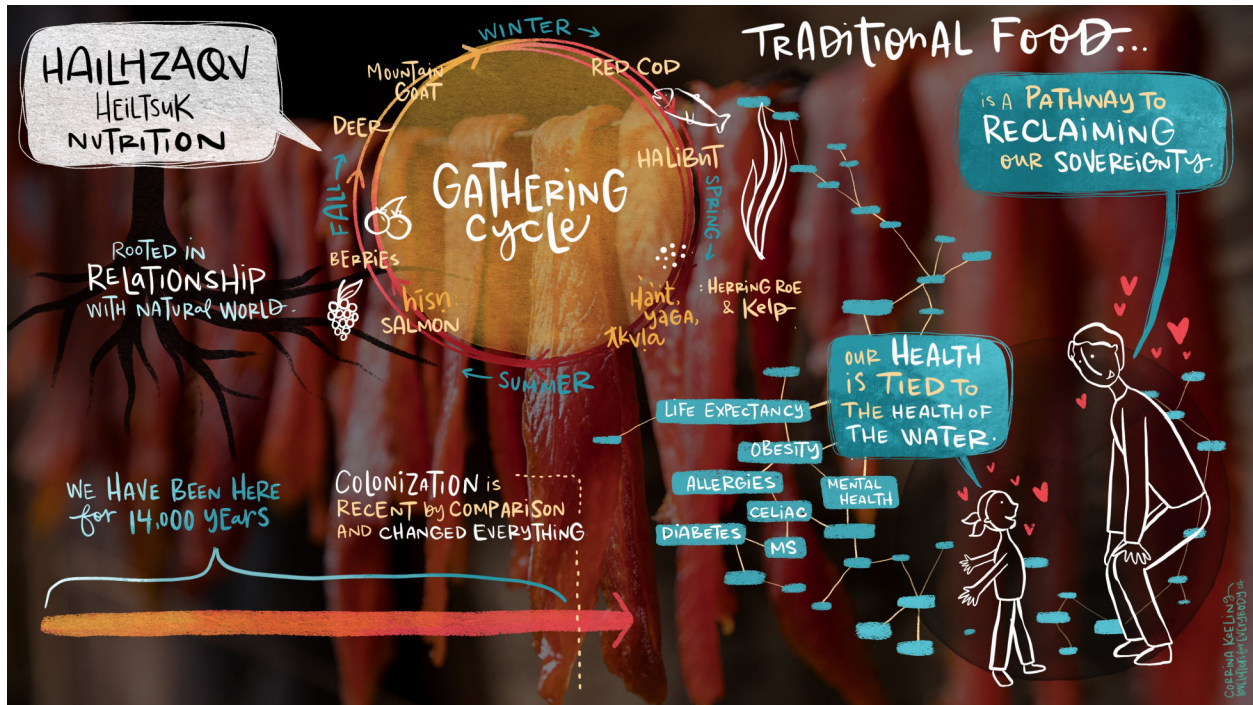 HAILHZAQV
HEILTSUK
NUTRITION
ROOTED IN
RELATIONSHIP
WITH NATURAL WORLD.
WINTER →
MOUNTAIN
GOAT
DEER
FALL →
BERRIES
GATHERING
CYCLE
RED COD
HALIBUT
SPRING →
SALMON
: HERRING ROE
& KELP
← SUMMER
TRADITIONAL FOOD...
IS A PATHWAY TO
RECLAIMING
OUR SOVEREIGNTY.
OUR HEALTH
IS TIED TO
THE HEALTH OF
THE WATER.
LIFE EXPECTANCY
OBESITY
ALLERGIES
MENTAL
HEALTH
CELIAC
DIABETES
MS
WE HAVE BEEN HERE
for 14,000 YEARS
COLONIZATION IS
RECENT by COMPARISON
AND CHANGED EVERYTHING
CORRINA KEELING